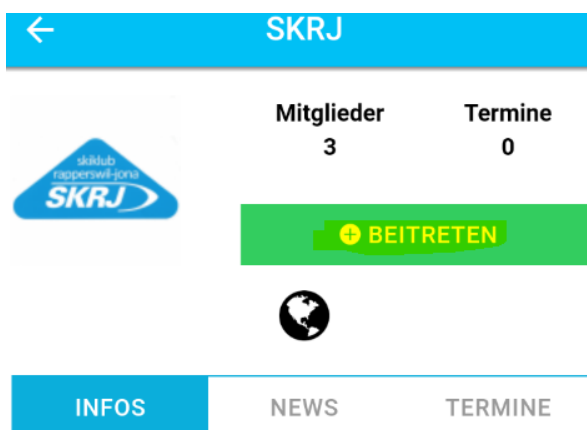 SKRJ
Mitglieder Termine
3 0
skiklub
rapperswil-jona
SKRJ
BEITRETEN
INFOS NEWS TERMINE